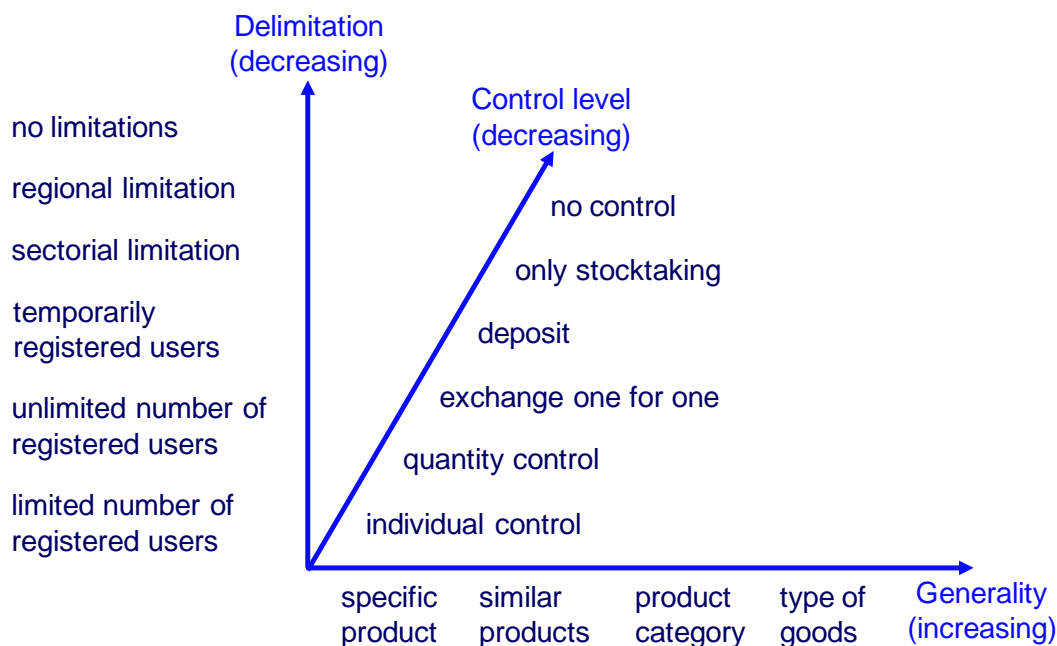 Delimitation
(decreasing)
Control level
(decreasing)
no limitations
regional limitation
no control
sectorial limitation
only stocktaking
temporarily
registered users
deposit
exchange one for one
unlimited number of
registered users
quantity control
limited number of
registered users
individual control
specific
product
similar
products
product
category
type of
goods
Generality
(increasing)